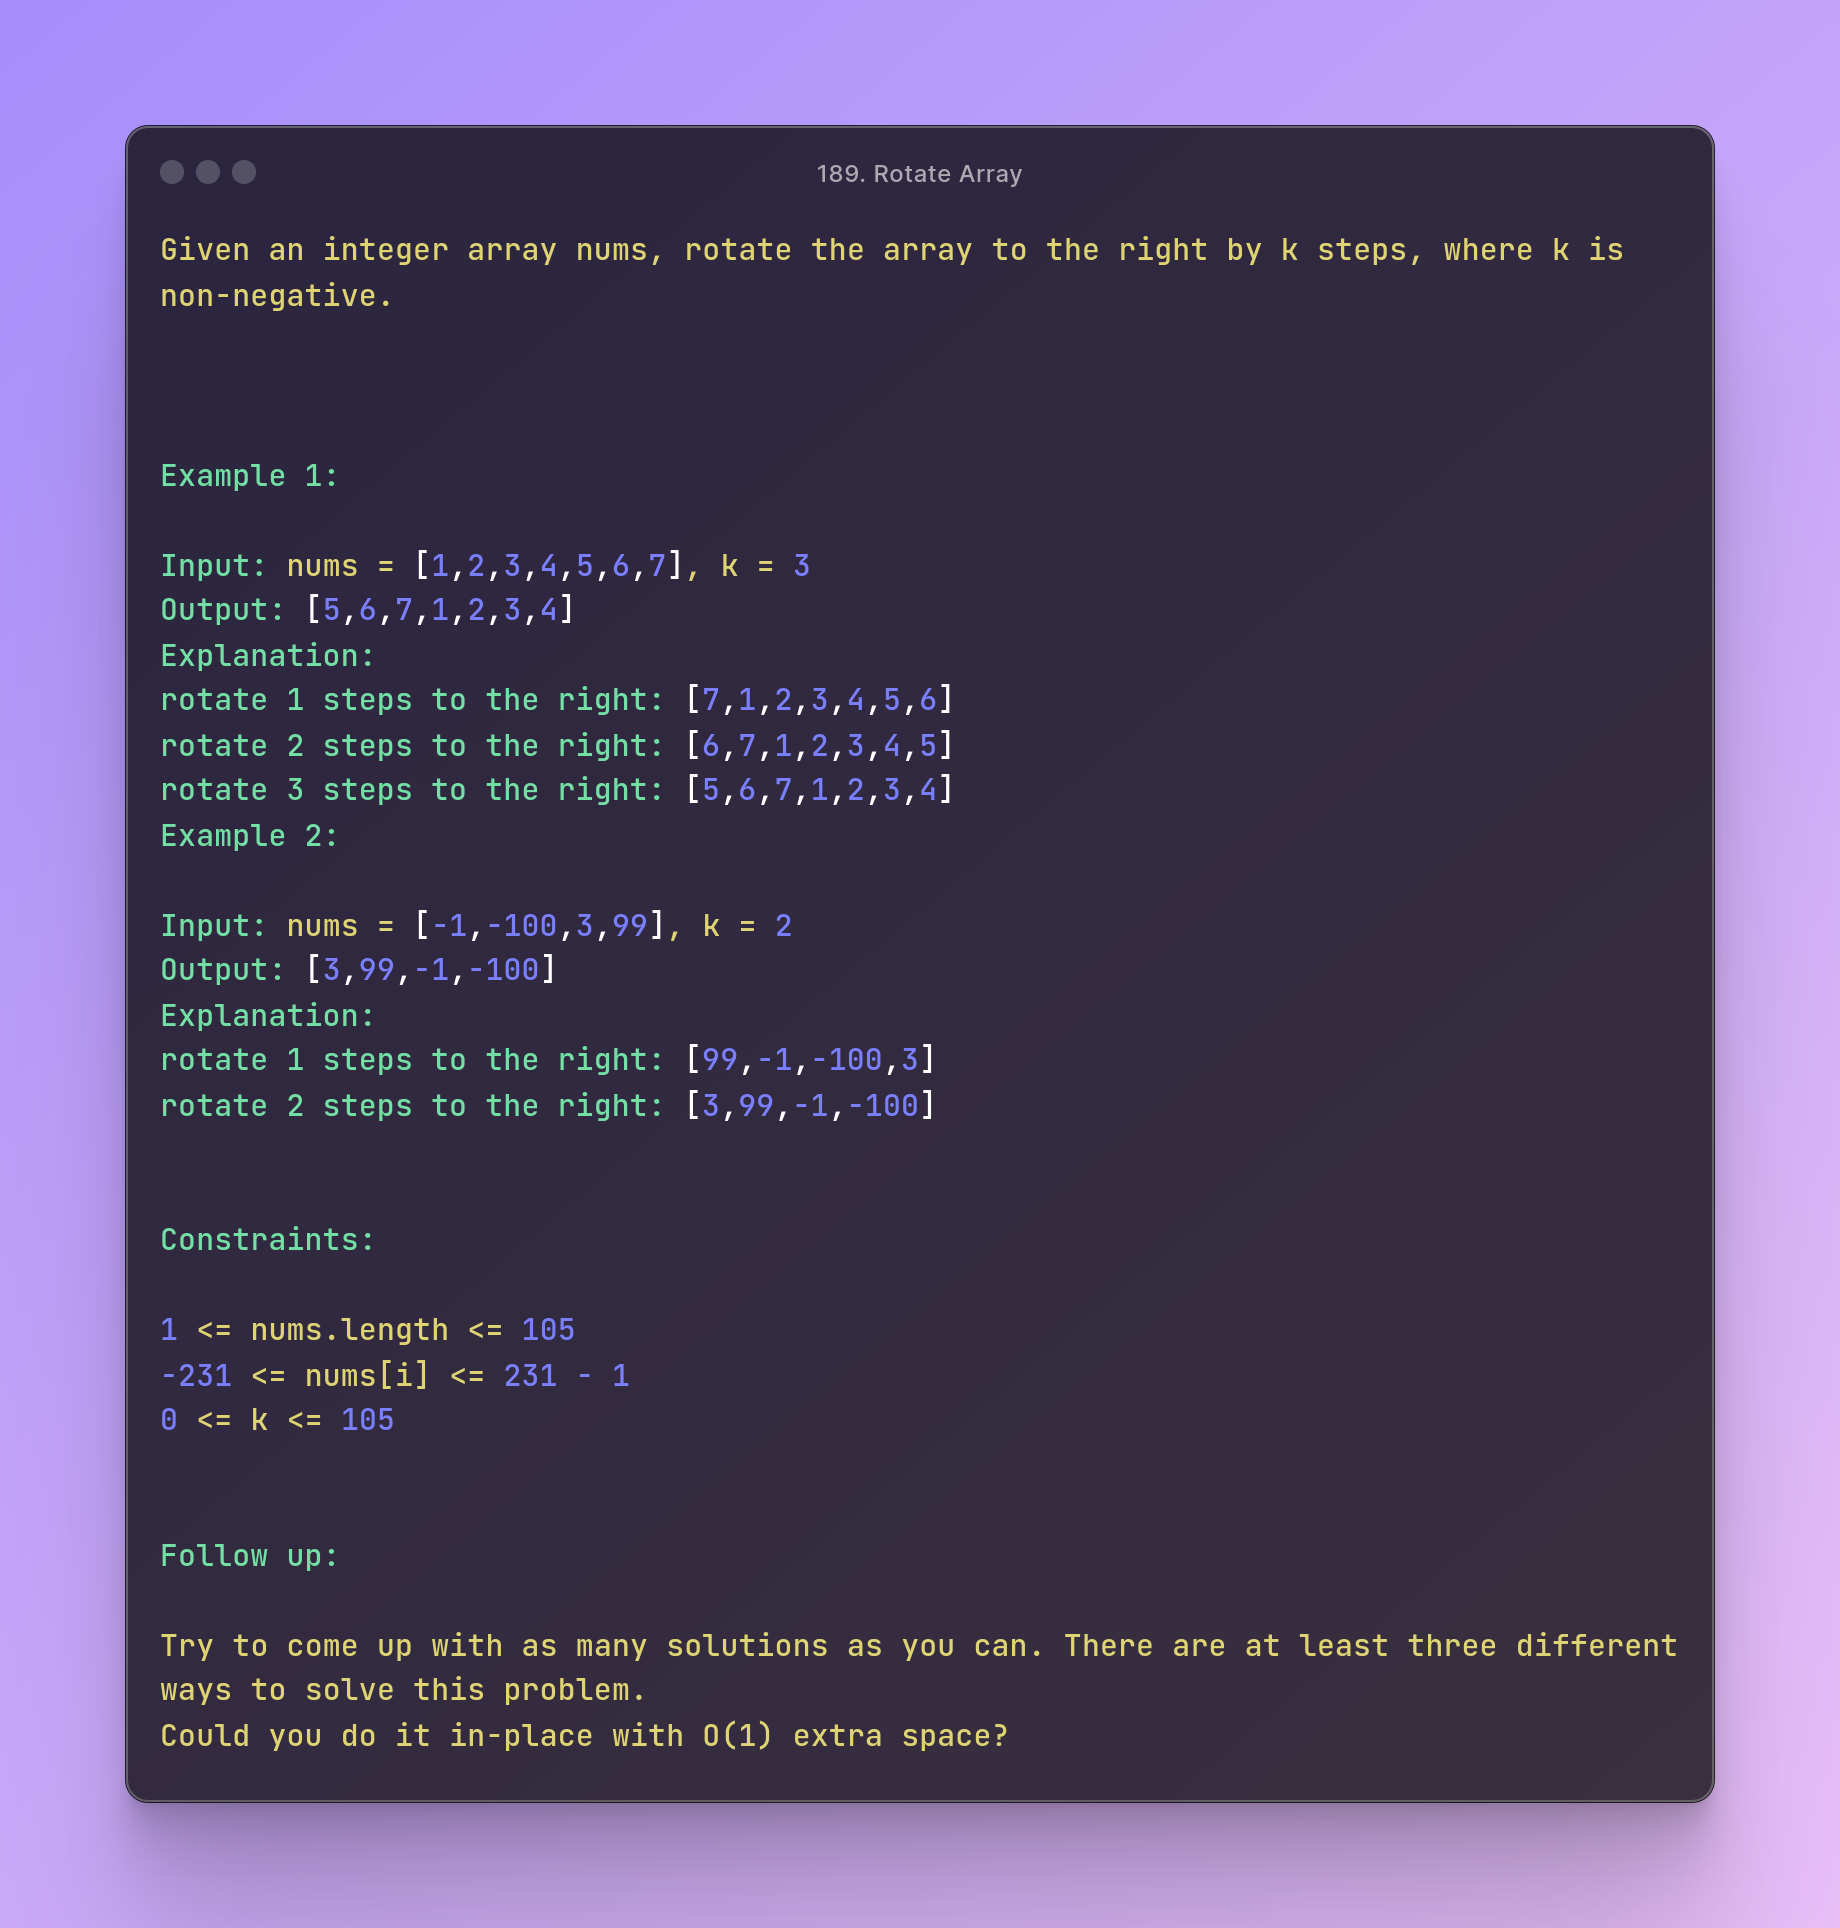 189. Rotate Array
Given an integer array nums, rotate the array to the right by k steps, where k is
non-negative.
Example 1:
Input: nums = [1,2,3,4,5,6,7], k = 3
Output: [5,6,7,1,2,3,4]
Explanation:
rotate 1 steps to the right: [7,1,2,3,4,5,6]
rotate 2 steps to the right: [6,7,1,2,3,4,5]
rotate 3 steps to the right: [5,6,7,1,2,3,4]
Example 2:
Input: nums = [-1,-100,3,99], k = 2
Output: [3,99,-1,-100]
Explanation:
rotate 1 steps to the right: [99,-1,-100,3]
rotate 2 steps to the right: [3,99,-1,-100]
Constraints:
1 <= nums.length <= 105
-231 <= nums[i] <= 231 - 1
0 <= k <= 105
Follow up:
Try to come up with as many solutions as you can. There are at least three different
ways to solve this problem.
Could you do it in-place with O(1) extra space?